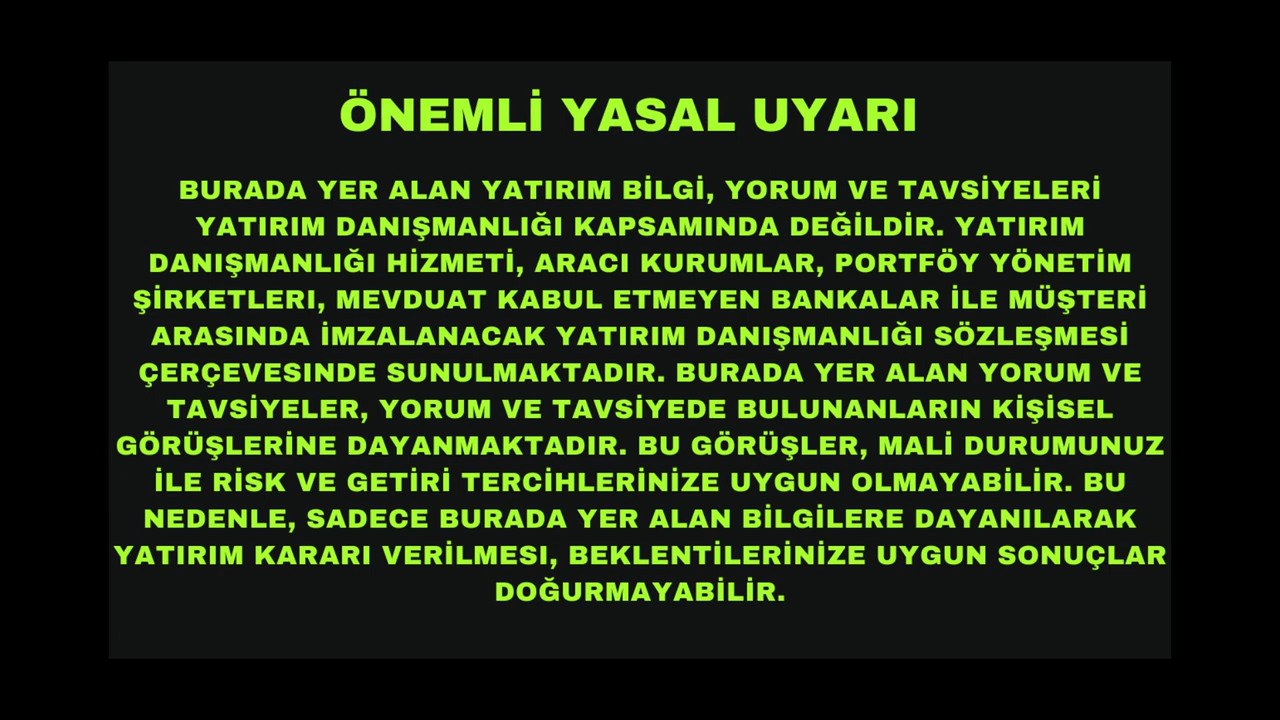 ÖNEMLİ YASAL UYARI
BURADA YER ALAN YATIRIM BİLGİ, YORUM VE TAVSİYELERİ
YATIRIM DANIŞMANLIĞI KAPSAMINDA DEĞİLDİR. YATIRIM
DANIŞMANLIĞI HİZMETİ, ARACI KURUMLAR, PORTFÖY YÖNETİM
ŞİRKETLERI, MEVDUAT KABUL ETMEYEN BANKALAR İLE MÜŞTERİ
ARASINDA İMZALANACAK YATIRIM DANIŞMANLIĞI SÖZLEŞMESİ
ÇERÇEVESINDE SUNULMAKTADIR. BURADA YER ALAN YORUM VE
TAVSİYELER, YORUM VE TAVSİYEDE BULUNANLARIN KİŞİSEL
GÖRÜŞLERİNE DAYANMAKTADIR. BU GÖRÜŞLER, MALİ DURUMUNUZ
İLE RİSK VE GETİRİ TERCİHLERİNİZE UYGUN OLMAYABİLİR. BU
NEDENLE, SADECE BURADA YER ALAN BİLGİLERE DAYANILARAK
YATIRIM KARARI VERİLMESI, BEKLENTİLERİNİZE UYGUN SONUÇLAR
DOĞURMAYABİLİR.